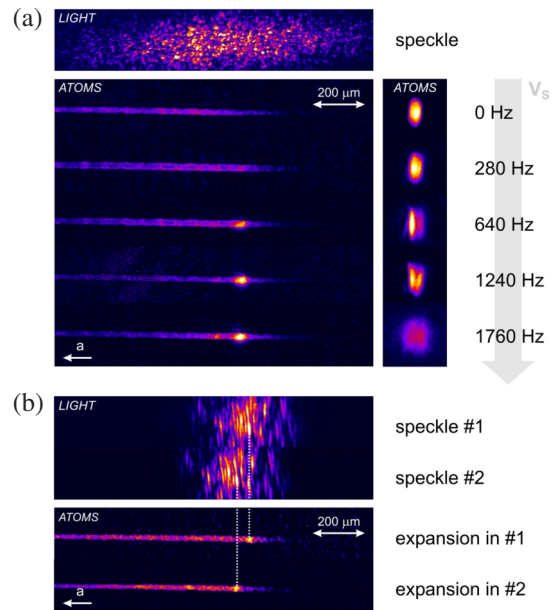 (a)
LIGHT
speckle
ATOMS
200 μm
ATOMS
V_S
0 Hz
280 Hz
640 Hz
1240 Hz
1760 Hz
a
(b)
LIGHT
speckle #1
speckle #2
ATOMS
200 μm
expansion in #1
a
expansion in #2